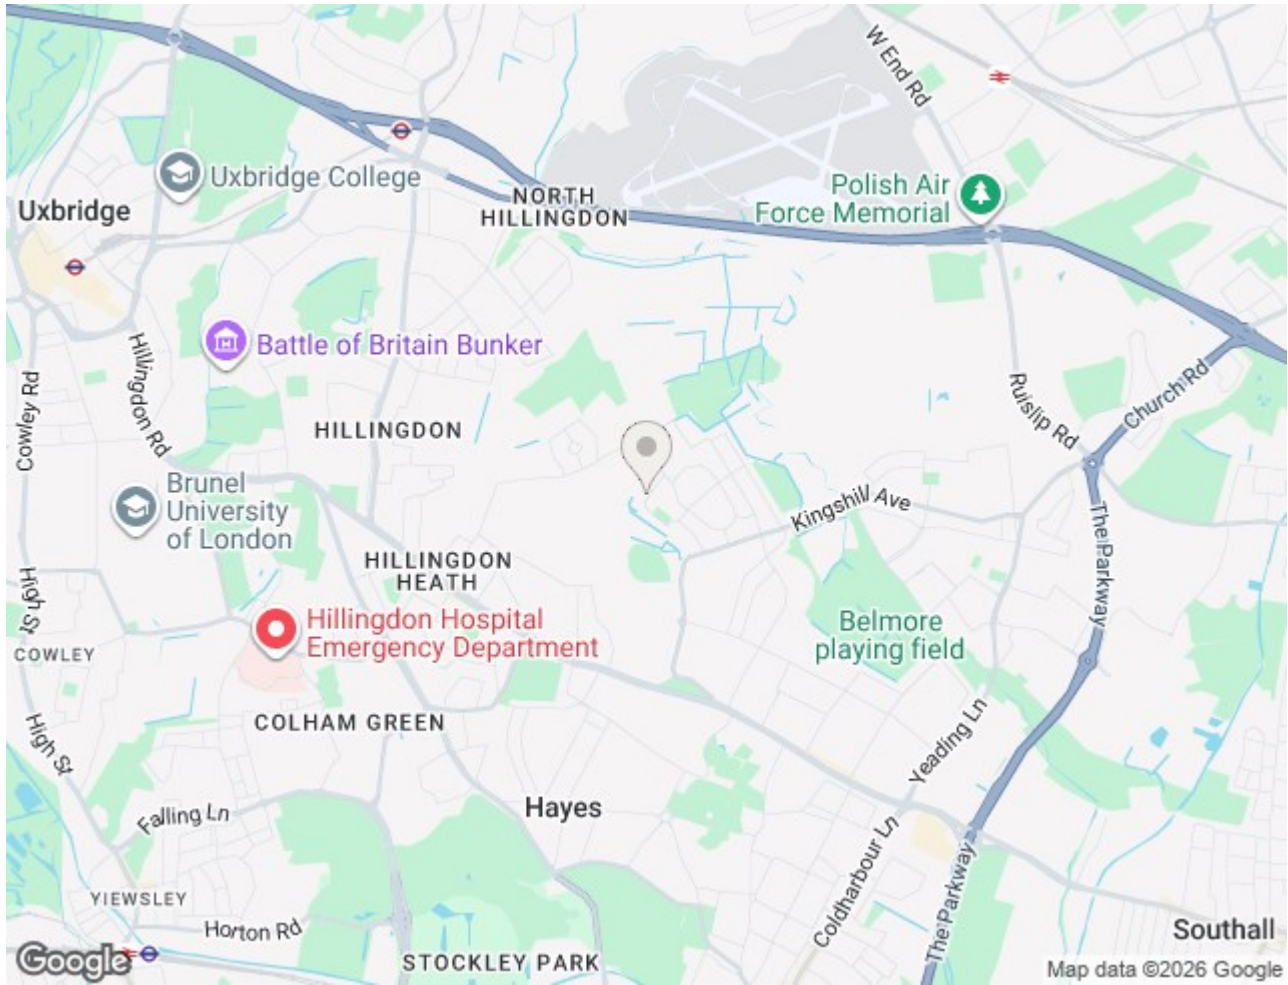 W End Rd
Uxbridge College
Polish Air
Force Memorial
NORTH
HILLINGDON
Uxbridge
Battle of Britain Bunker
Hillingdon Rd
Cowley Rd
Church Rd
Ruislip Rd
HILLINGDON
Brunel
University
of London
Kingshill Ave
The Parkway
HILLINGDON
HEATH
High St
Hillingdon Hospital
Emergency Department
Belmore
playing field
COWLEY
COLHAM GREEN
High St
Yeading Ln
Falling Ln
Hayes
Coldharbour Ln
The Parkway
YIEWSLEY
Horton Rd
Southall
STOCKLEY PARK
Google
Map data ©2026 Google